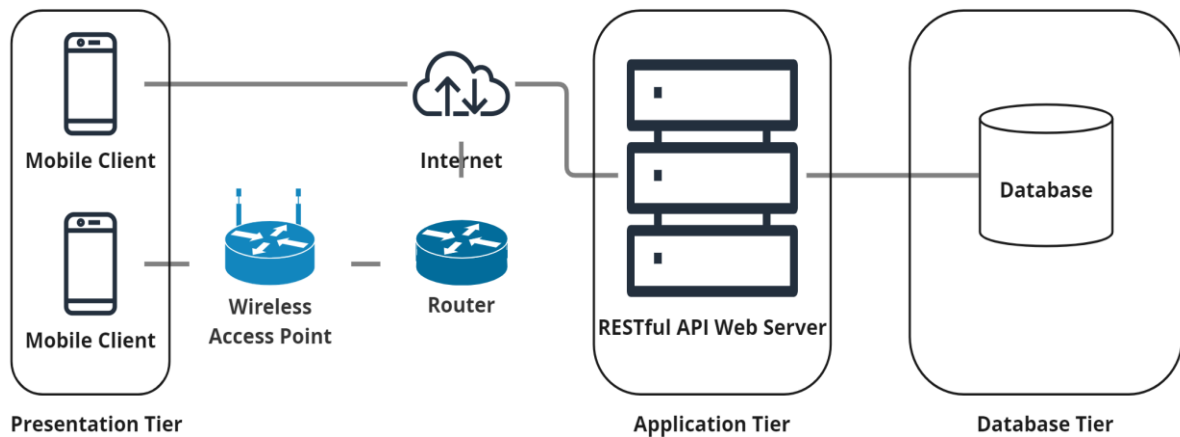 Mobile Client
Internet
Mobile Client
Wireless
Access Point
Router
RESTful API Web Server
Database
Presentation Tier
Application Tier
Database Tier